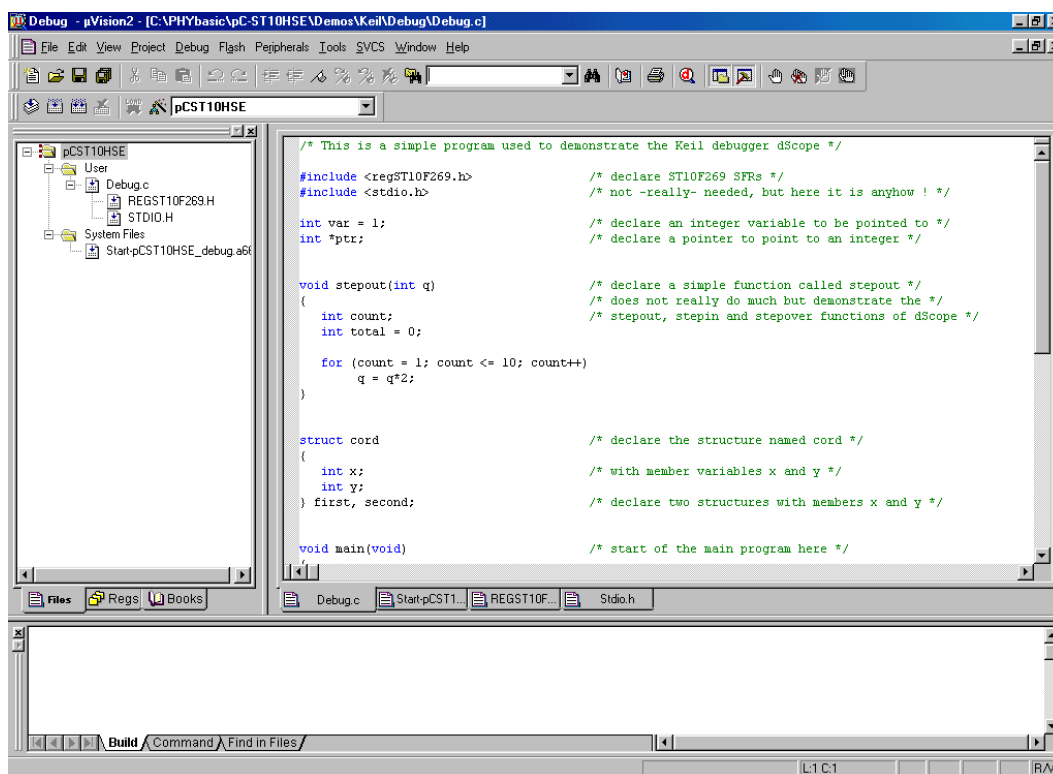 Debug - µVision2 - [C:\PHYbasic\pC-ST10HSE\Demos\Keil\Debug\Debug.c]
File Edit View Project Debug Flash Peripherals Tools SVCS Window Help
pCST10HSE
pCST10HSE
User
Debug.c
REGST10F269.H
STDIO.H
System Files
Start-pCST10HSE_debug.a6
Files Regs Books
/* This is a simple program used to demonstrate the Keil debugger dScope */
#include <regST10F269.h> /* declare ST10F269 SFRs */
#include <stdio.h> /* not -really- needed, but here it is anyhow ! */
int var = 1; /* declare an integer variable to be pointed to */
int *ptr; /* declare a pointer to point to an integer */
void stepout(int q) /* declare a simple function called stepout */
{ /* does not really do much but demonstrate the */
int count; /* stepout, stepin and stepover functions of dScope */
int total = 0;
for (count = 1; count <= 10; count++)
q = q*2;
}
struct cord /* declare the structure named cord */
{
int x; /* with member variables x and y */
int y;
} first, second; /* declare two structures with members x and y */
void main(void) /* start of the main program here */
{
Debug.c Start-pCST1... REGST10F... Stdio.h
Build Command Find in Files
L:1 C:1 R/W